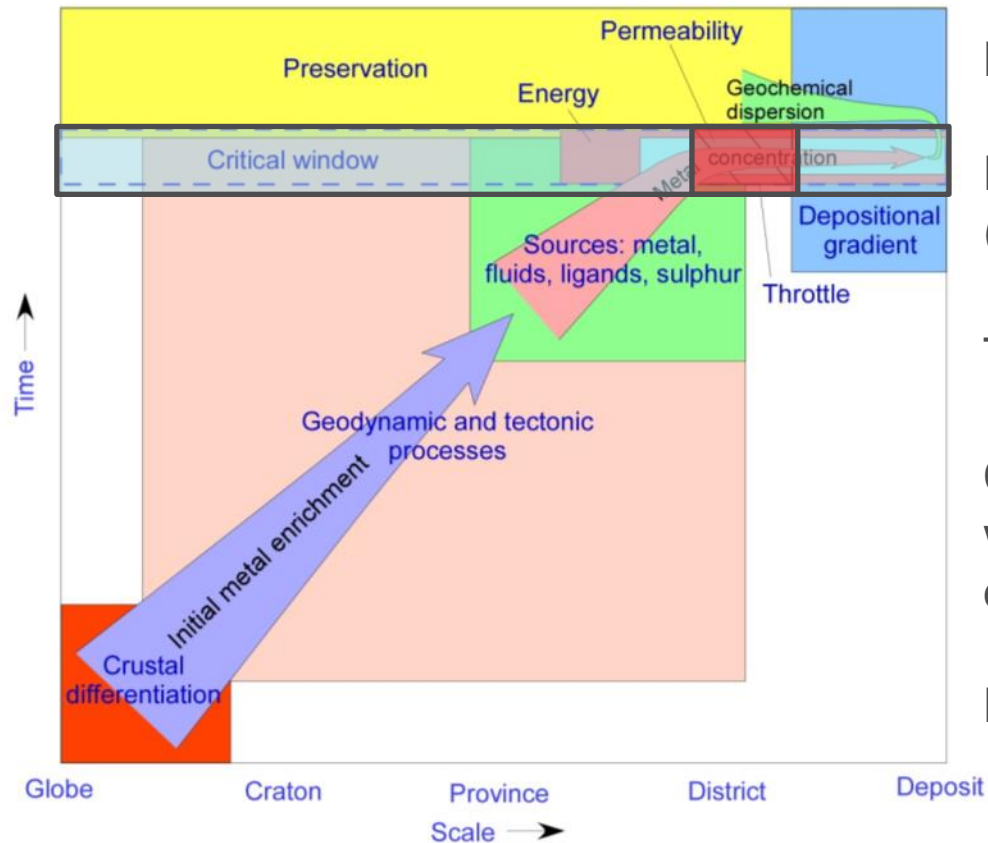 Permeability
Preservation
Energy
Geochemical
dispersion
Critical window
Metal
concentration
Sources: metal,
fluids, ligands, sulphur
Depositional
gradient
Throttle
Time
Geodynamic and tectonic
processes
Initial metal enrichment
Crustal
differentiation
Globe
Craton
Province
District
Deposit
Scale